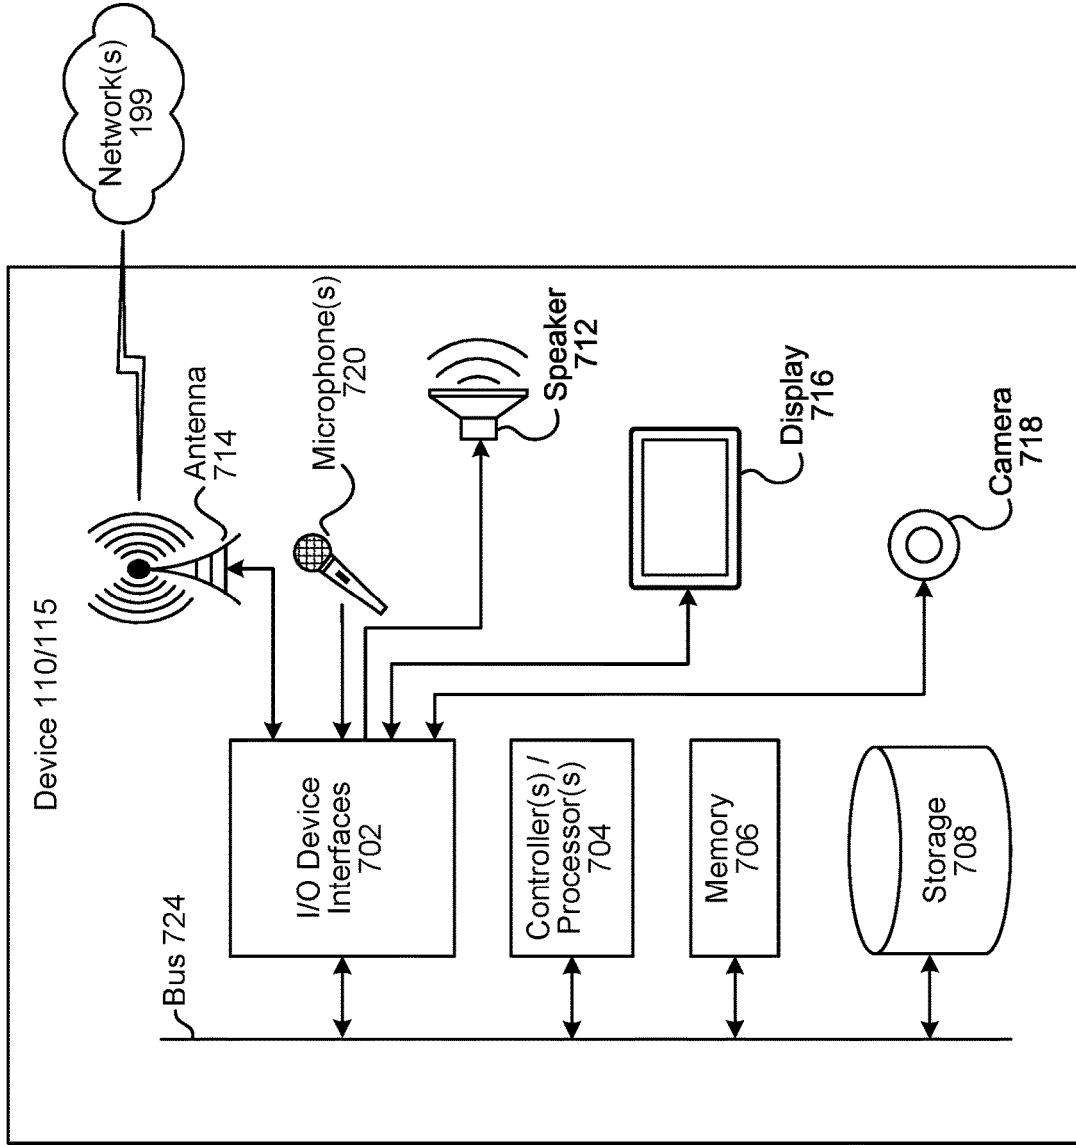 Device 110/115
Bus 724
I/O Device
Interfaces
702
Controller(s) /
Processor(s)
704
Memory
706
Storage
708
Antenna
714
Microphone(s)
720
Speaker
712
Display
716
Camera
718
Network(s)
199